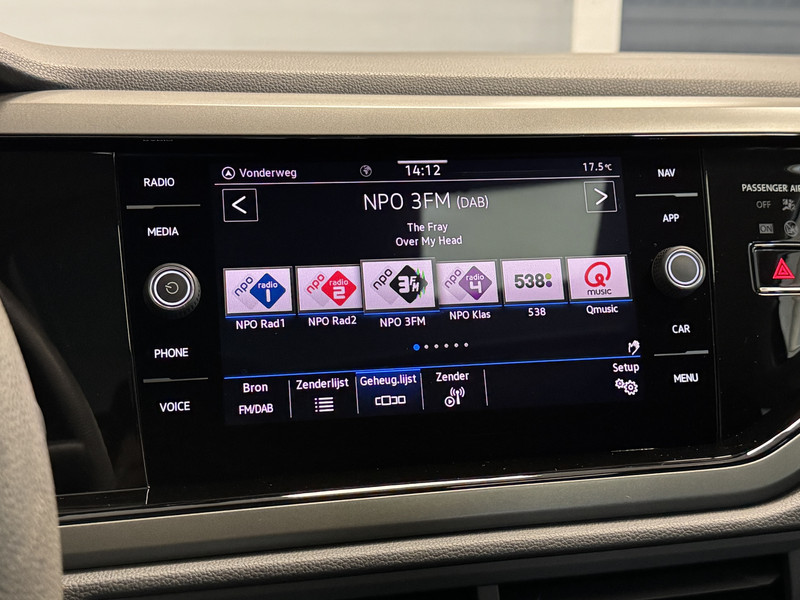 RADIO
MEDIA
PHONE
VOICE
Vonderweg
14:12
17.5°C
NPO 3FM (DAB)
The Fray
Over My Head
npo radio 1
npo radio 2
npo 3FM
npo radio 4
538
Q MUSIC
NPO Rad1
NPO Rad2
NPO 3FM
NPO Klas
538
Qmusic
Bron
FM/DAB
Zenderlijst
Geheug.lijst
Zender
Setup
NAV
APP
CAR
MENU
PASSENGER AIR
OFF
ON